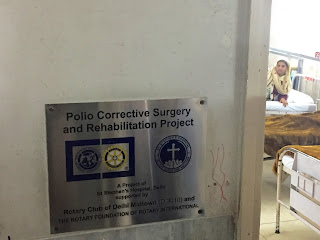 Polio Corrective Surgery
and Rehabilitation Project
A Project of
St Stephen's Hospital, Delhi
supported by
Rotary Club of Delhi Midtown (D.3010) and
THE ROTARY FOUNDATION OF ROTARY INTERNATIONAL